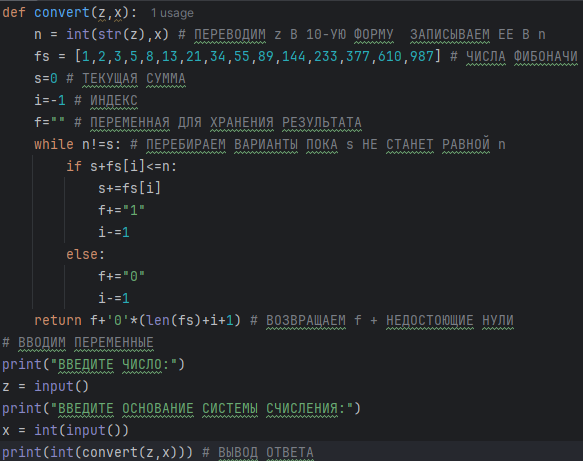 def convert(z,x): 1 usage
    n = int(str(z),x) # ПЕРЕВОДИМ z В 10-УЮ ФОРМУ  ЗАПИСЫВАЕМ ЕЕ В n
    fs = [1,2,3,5,8,13,21,34,55,89,144,233,377,610,987] # ЧИСЛА ФИБОНАЧИ
    s=0 # ТЕКУЩАЯ СУММА
    i=-1 # ИНДЕКС
    f="" # ПЕРЕМЕННАЯ ДЛЯ ХРАНЕНИЯ РЕЗУЛЬТАТА
    while n!=s: # ПЕРЕБИРАЕМ ВАРИАНТЫ ПОКА s НЕ СТАНЕТ РАВНОЙ n
        if s+fs[i]<=n:
            s+=fs[i]
            f+="1"
            i-=1
        else:
            f+="0"
            i-=1
    return f+'0'*(len(fs)+i+1) # ВОЗВРАЩАЕМ f + НЕДОСТОЮЩИЕ НУЛИ
# ВВОДИМ ПЕРЕМЕННЫЕ
print("ВВЕДИТЕ ЧИСЛО:")
z = input()
print("ВВЕДИТЕ ОСНОВАНИЕ СИСТЕМЫ СЧИСЛЕНИЯ:")
x = int(input())
print(int(convert(z,x))) # ВЫВОД ОТВЕТА